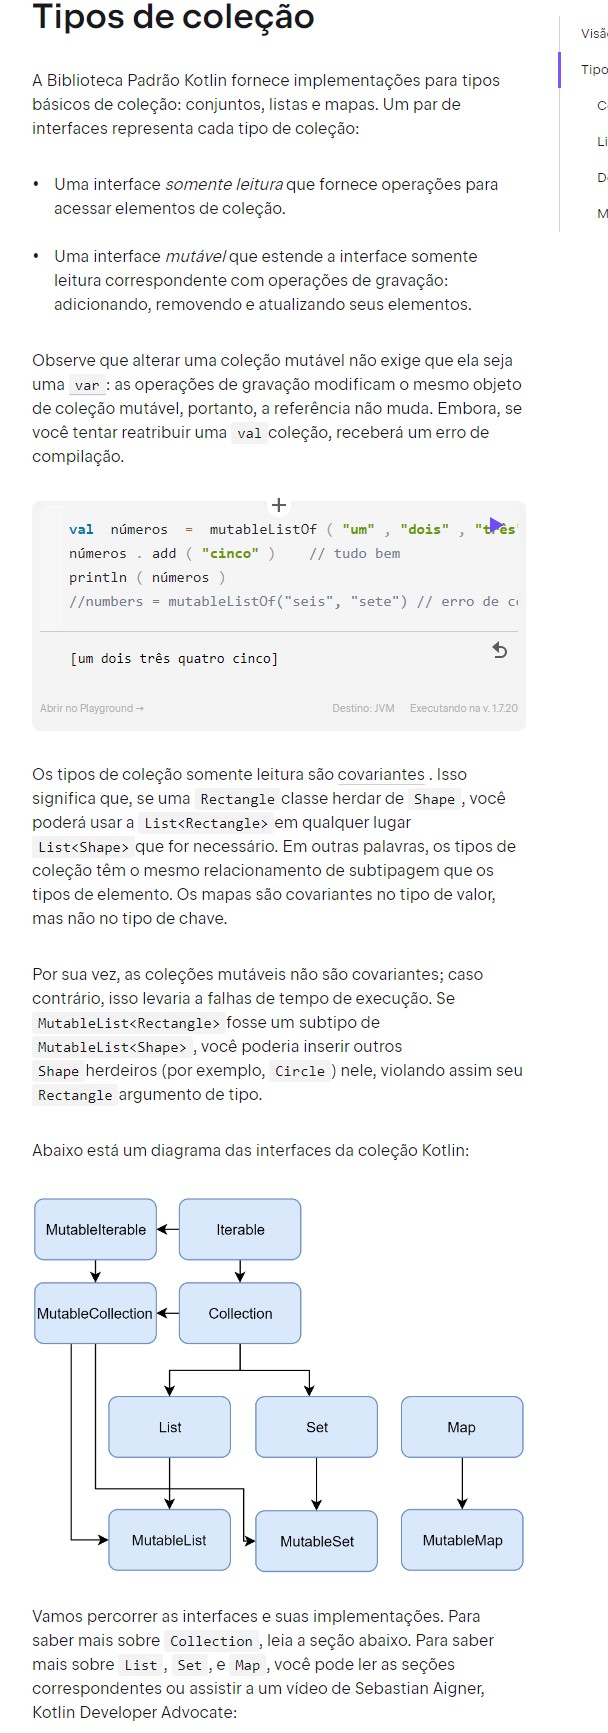 Tipos de coleção
A Biblioteca Padrão Kotlin fornece implementações para tipos
básicos de coleção: conjuntos, listas e mapas. Um par de
interfaces representa cada tipo de coleção:
• Uma interface somente leitura que fornece operações para
acessar elementos de coleção.
• Uma interface mutável que estende a interface somente
leitura correspondente com operações de gravação:
adicionando, removendo e atualizando seus elementos.
Observe que alterar uma coleção mutável não exige que ela seja
uma var : as operações de gravação modificam o mesmo objeto
de coleção mutável, portanto, a referência não muda. Embora, se
você tentar reatribuir uma val coleção, receberá um erro de
compilação.
val números = mutableListOf ( "um" , "dois" , "três"
números . add ( "cinco" ) // tudo bem
println ( números )
//numbers = mutableListOf("seis", "sete") // erro de
[um dois três quatro cinco]
Abrir no Playground → Destino: JVM Executando na v. 1.7.20
Os tipos de coleção somente leitura são covariantes . Isso
significa que, se uma Rectangle classe herdar de Shape , você
poderá usar a List<Rectangle> em qualquer lugar
List<Shape> que for necessário. Em outras palavras, os tipos de
coleção têm o mesmo relacionamento de subtipagem que os
tipos de elemento. Os mapas são covariantes no tipo de valor,
mas não no tipo de chave.
Por sua vez, as coleções mutáveis não são covariantes; caso
contrário, isso levaria a falhas de tempo de execução. Se
MutableList<Rectangle> fosse um subtipo de
MutableList<Shape> , você poderia inserir outros
Shape herdeiros (por exemplo, Circle ) nele, violando assim seu
Rectangle argumento de tipo.
Abaixo está um diagrama das interfaces da coleção Kotlin:
MutableIterable Iterable
MutableCollection Collection
List Set Map
MutableList MutableSet MutableMap
Vamos percorrer as interfaces e suas implementações. Para
saber mais sobre Collection , leia a seção abaixo. Para saber
mais sobre List , Set , e Map , você pode ler as seções
correspondentes ou assistir a um vídeo de Sebastian Aigner,
Kotlin Developer Advocate: